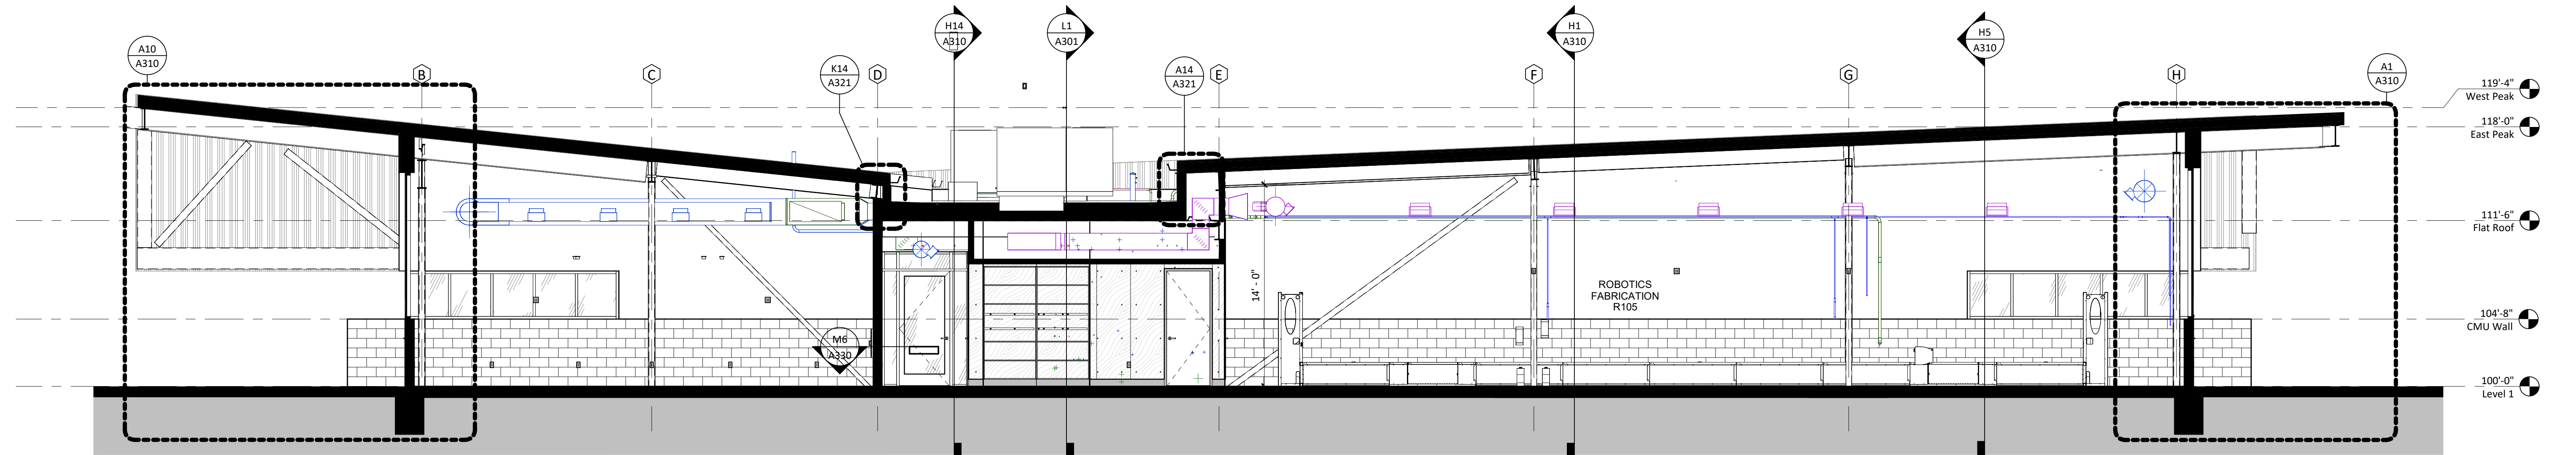 H14
A310
L1
A301
H1
A310
H5
A310
A10
A310
K14
A321
A14
A321
A1
A310
B
C
D
E
F
G
H
119'-4"
West Peak
118'-0"
East Peak
111'-6"
Flat Roof
14' - 0"
ROBOTICS
FABRICATION
R105
104'-8"
CMU Wall
M6
A330
100'-0"
Level 1